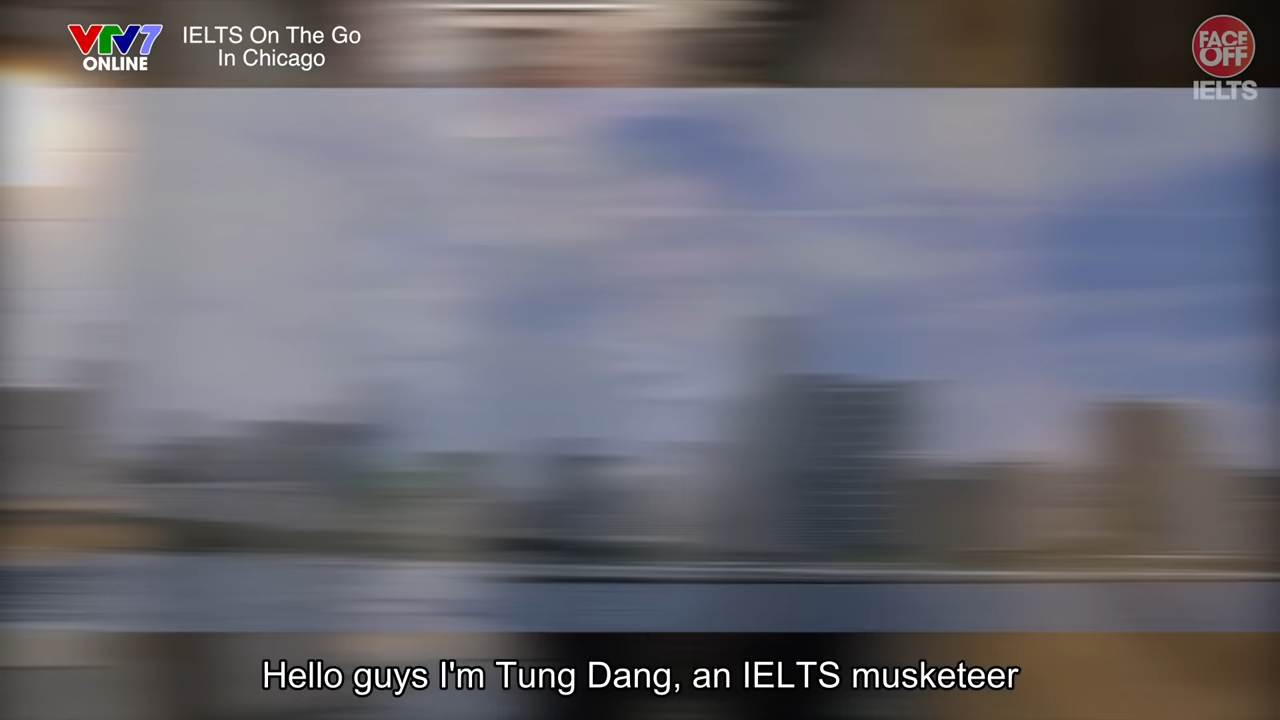 VTV7
ONLINE
IELTS On The Go
In Chicago
FACE
OFF
IELTS
Hello guys I'm Tung Dang, an IELTS musketeer